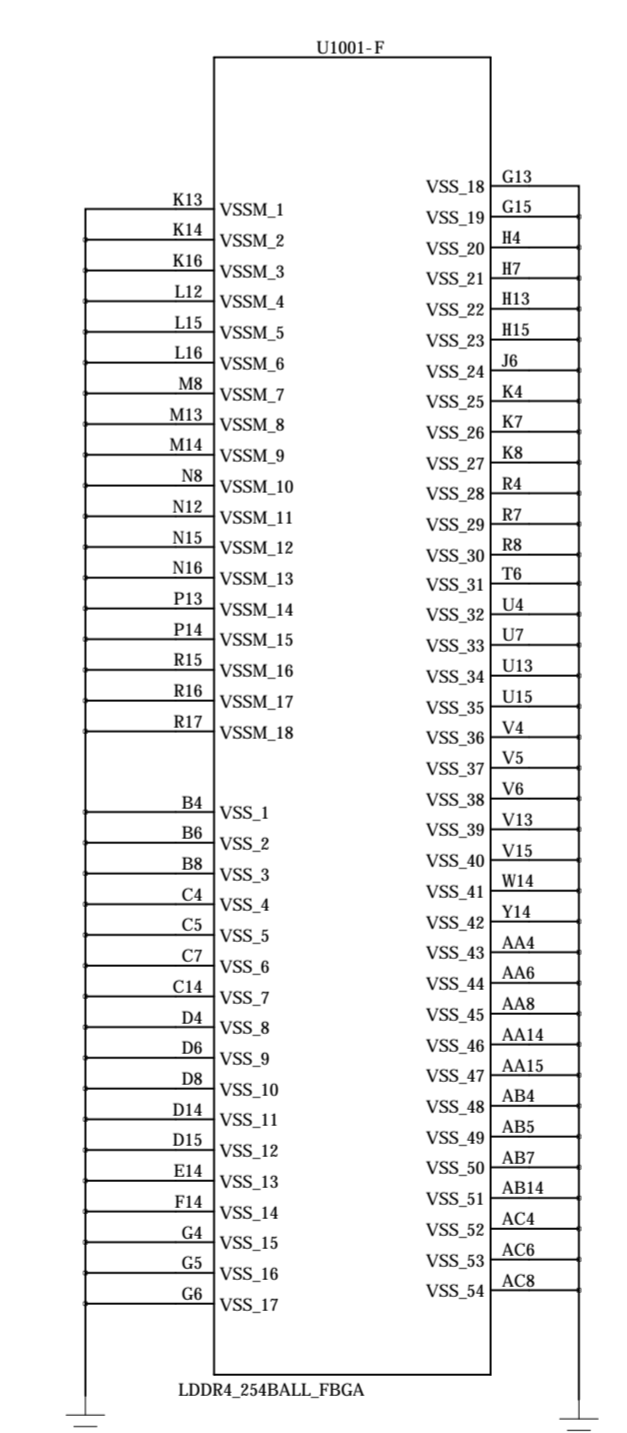 U1001-F
K13 VSSM_1
K14 VSSM_2
K16 VSSM_3
L12 VSSM_4
L15 VSSM_5
L16 VSSM_6
M8 VSSM_7
M13 VSSM_8
M14 VSSM_9
N8 VSSM_10
N12 VSSM_11
N15 VSSM_12
N16 VSSM_13
P13 VSSM_14
P14 VSSM_15
R15 VSSM_16
R16 VSSM_17
R17 VSSM_18
B4 VSS_1
B6 VSS_2
B8 VSS_3
C4 VSS_4
C5 VSS_5
C7 VSS_6
C14 VSS_7
D4 VSS_8
D6 VSS_9
D8 VSS_10
D14 VSS_11
D15 VSS_12
E14 VSS_13
F14 VSS_14
G4 VSS_15
G5 VSS_16
G6 VSS_17
VSS_18 G13
VSS_19 G15
VSS_20 H4
VSS_21 H7
VSS_22 H13
VSS_23 H15
VSS_24 J6
VSS_25 K4
VSS_26 K7
VSS_27 K8
VSS_28 R4
VSS_29 R7
VSS_30 R8
VSS_31 T6
VSS_32 U4
VSS_33 U7
VSS_34 U13
VSS_35 U15
VSS_36 V4
VSS_37 V5
VSS_38 V6
VSS_39 V13
VSS_40 V15
VSS_41 W14
VSS_42 Y14
VSS_43 AA4
VSS_44 AA6
VSS_45 AA8
VSS_46 AA14
VSS_47 AA15
VSS_48 AB4
VSS_49 AB5
VSS_50 AB7
VSS_51 AB14
VSS_52 AC4
VSS_53 AC6
VSS_54 AC8
LDDR4_254BALL_FBGA